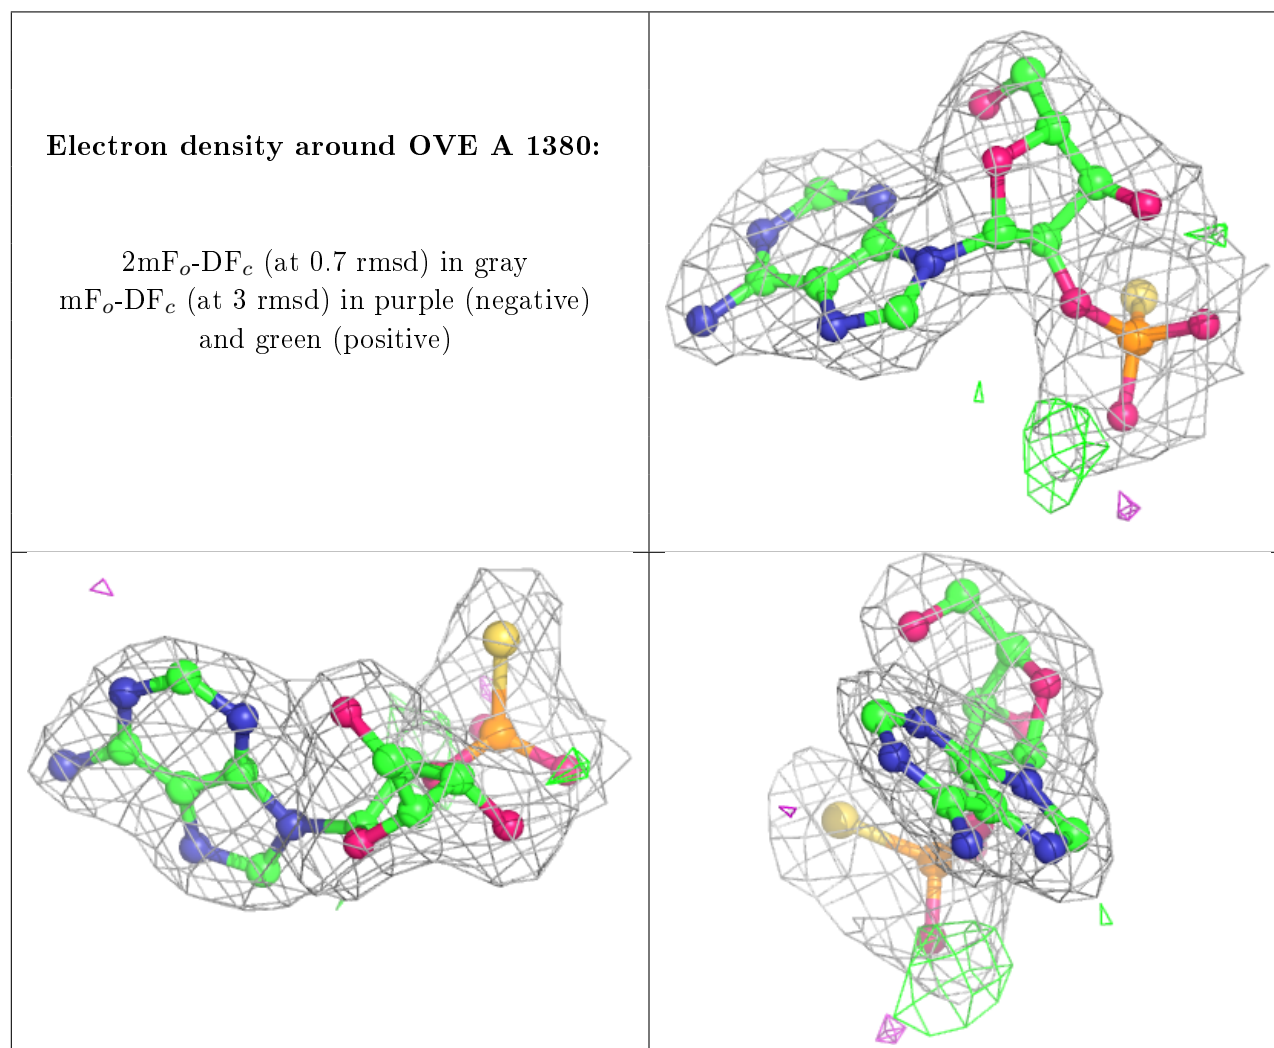 Electron density around OVE A 1380:
2mFo-DFc (at 0.7 rmsd) in gray
mFo-DFc (at 3 rmsd) in purple (negative)
and green (positive)